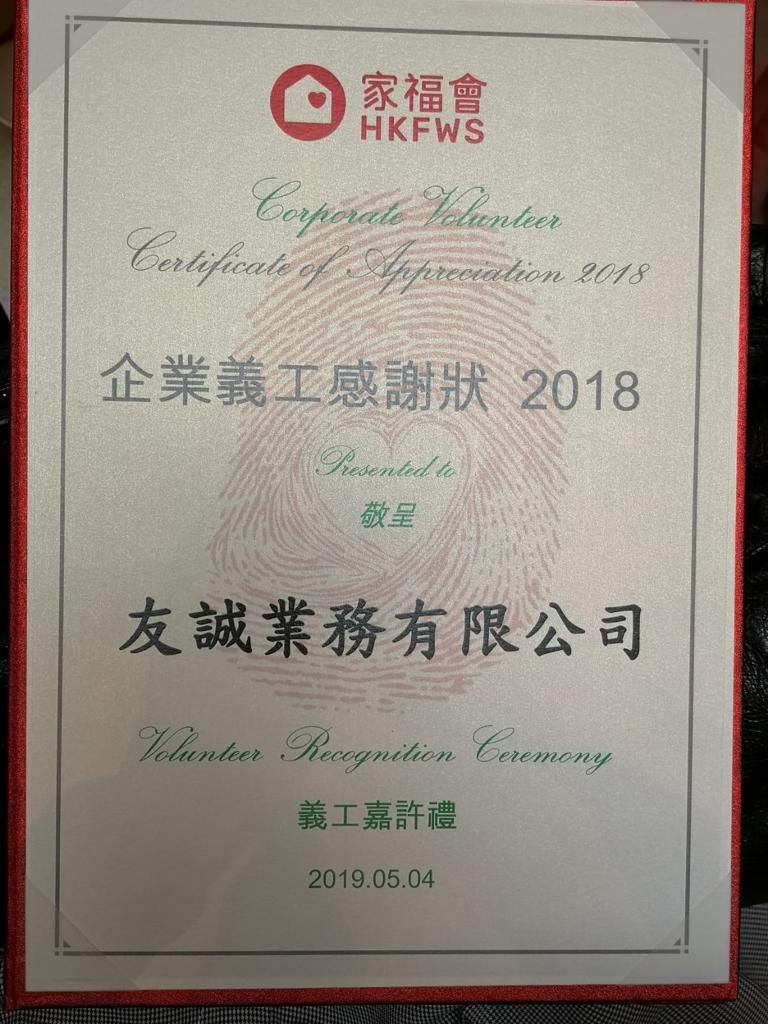 家福會
HKFWS
Corporate Volunteer
Certificate of Appreciation 2018
企業義工感謝狀 2018
Presented to
敬呈
友誠業務有限公司
Volunteer Recognition Ceremony
義工嘉許禮
2019.05.04